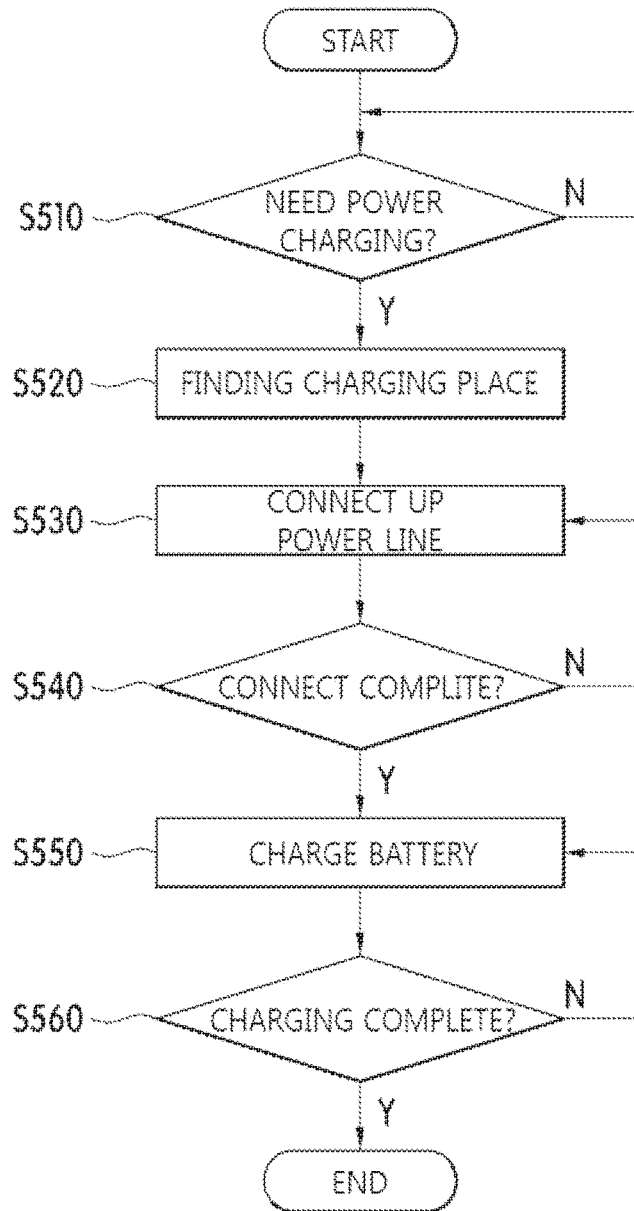 START
S510
NEED POWER
CHARGING?
N
Y
S520
FINDING CHARGING PLACE
S530
CONNECT UP
POWER LINE
S540
CONNECT COMPLITE?
N
Y
S550
CHARGE BATTERY
S560
CHARGING COMPLETE?
N
Y
END